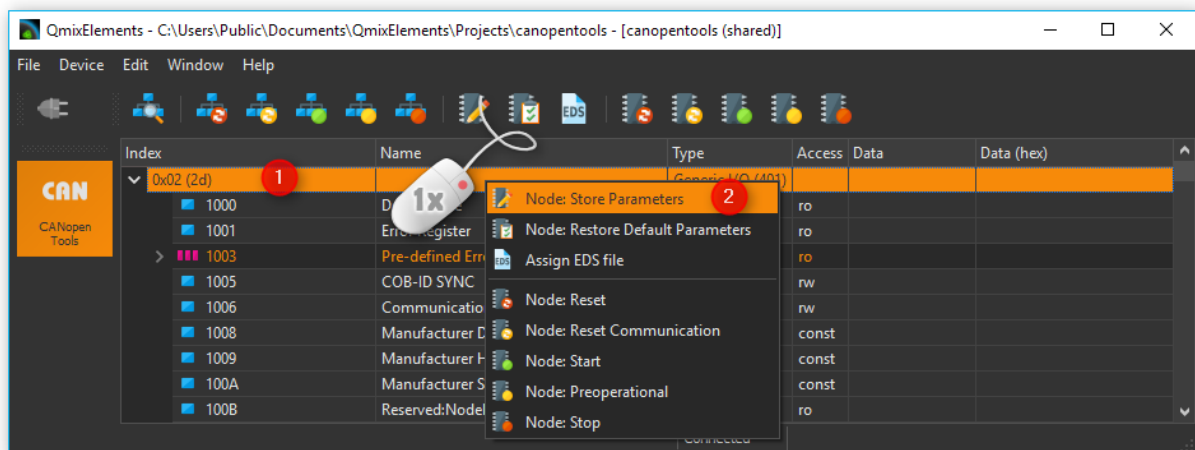 QmixElements - C:\Users\Public\Documents\QmixElements\Projects\canopentools - [canopentools (shared)]
File Device Edit Window Help
EDS
Index Name Type Access Data Data (hex)
CAN
CANopen
Tools
0x02 (2d) 1 Generic I/O (401)
1000 D ro
1001 Error Register ro
1003 Pre-defined ro
1005 COB-ID SYNC rw
1006 Communicatio rw
1008 Manufacturer D const
1009 Manufacturer H const
100A Manufacturer S const
100B Reserved:Node ro
1x
Node: Store Parameters 2
Node: Restore Default Parameters
EDS Assign EDS file
Node: Reset
Node: Reset Communication
Node: Start
Node: Preoperational
Node: Stop
Connected